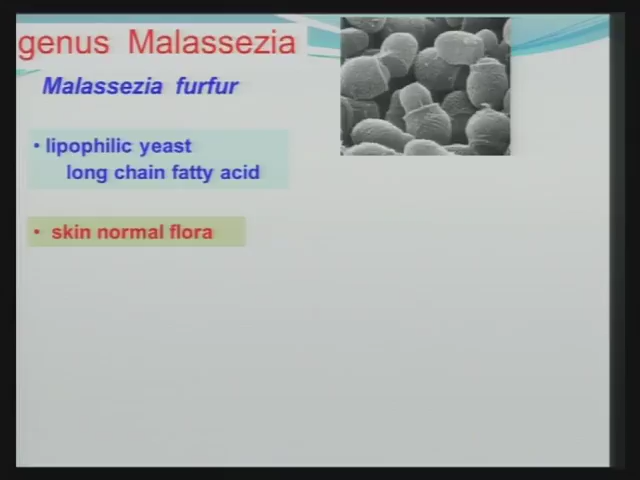 genus Malassezia
Malassezia furfur
• lipophilic yeast
long chain fatty acid
• skin normal flora